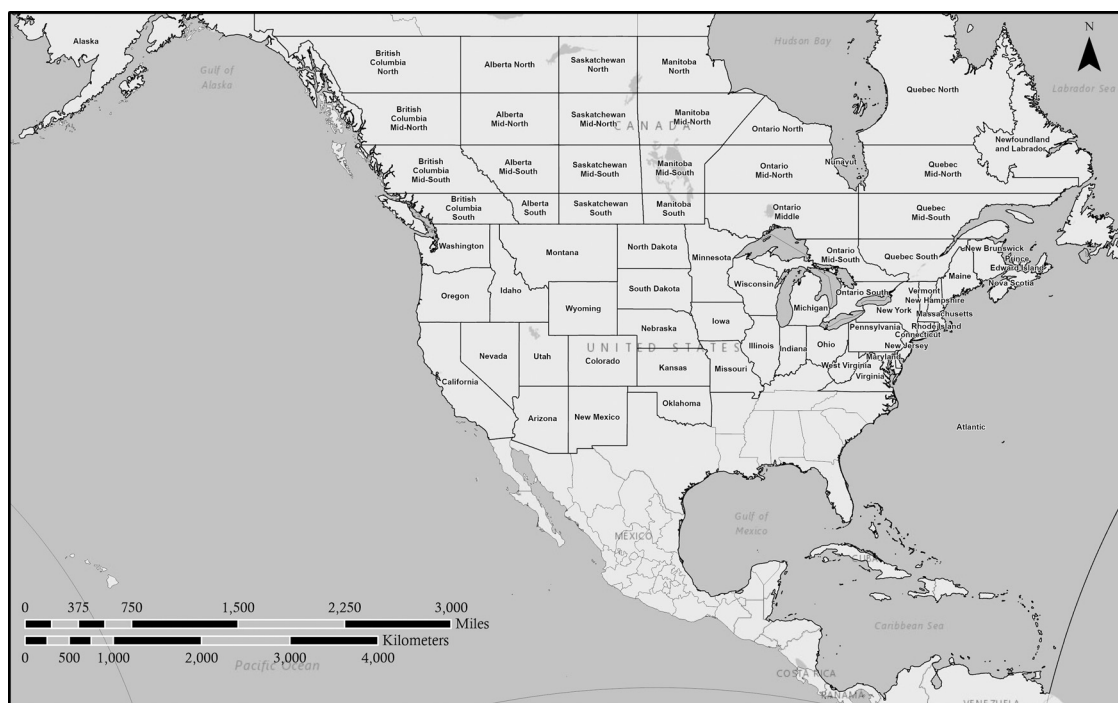 Alaska
Gulf of
Alaska
British
Columbia
North
Alberta North
Saskatchewan
North
Manitoba
North
Hudson Bay
N
Labrador Sea
Quebec North
British
Columbia
Mid-North
Alberta
Mid-North
Saskatchewan
Mid-North
Manitoba
Mid-North
CANADA
Ontario North
Newfoundland
and Labrador
British
Columbia
Mid-South
Alberta
Mid-South
Saskatchewan
Mid-South
Manitoba
Mid-South
Ontario
Mid-North
Nunavut
Quebec
Mid-North
British
Columbia
South
Alberta
South
Saskatchewan
South
Manitoba
South
Ontario
Middle
Quebec
Mid-South
Washington
Montana
North Dakota
Minnesota
Ontario
Mid-South
Quebec South
New Brunswick
Prince
Edward Island
Maine
Nova Scotia
Oregon
Idaho
Wyoming
South Dakota
Wisconsin
Michigan
Ontario South
Vermont
New Hampshire
New York
Massachusetts
Rhode Island
Connecticut
Nebraska
Iowa
Pennsylvania
New Jersey
UNITED STATES
Nevada
Utah
Colorado
Kansas
Missouri
Illinois
Indiana
Ohio
Maryland
West Virginia
Virginia
California
Arizona
New Mexico
Oklahoma
Atlantic
Gulf of
Mexico
MÉXICO
CUBA
Caribbean Sea
0 375 750 1,500 2,250 3,000
Miles
Kilometers
0 500 1,000 2,000 3,000 4,000
Pacific Ocean
COSTA RICA
PANAMA
VENEZUELA